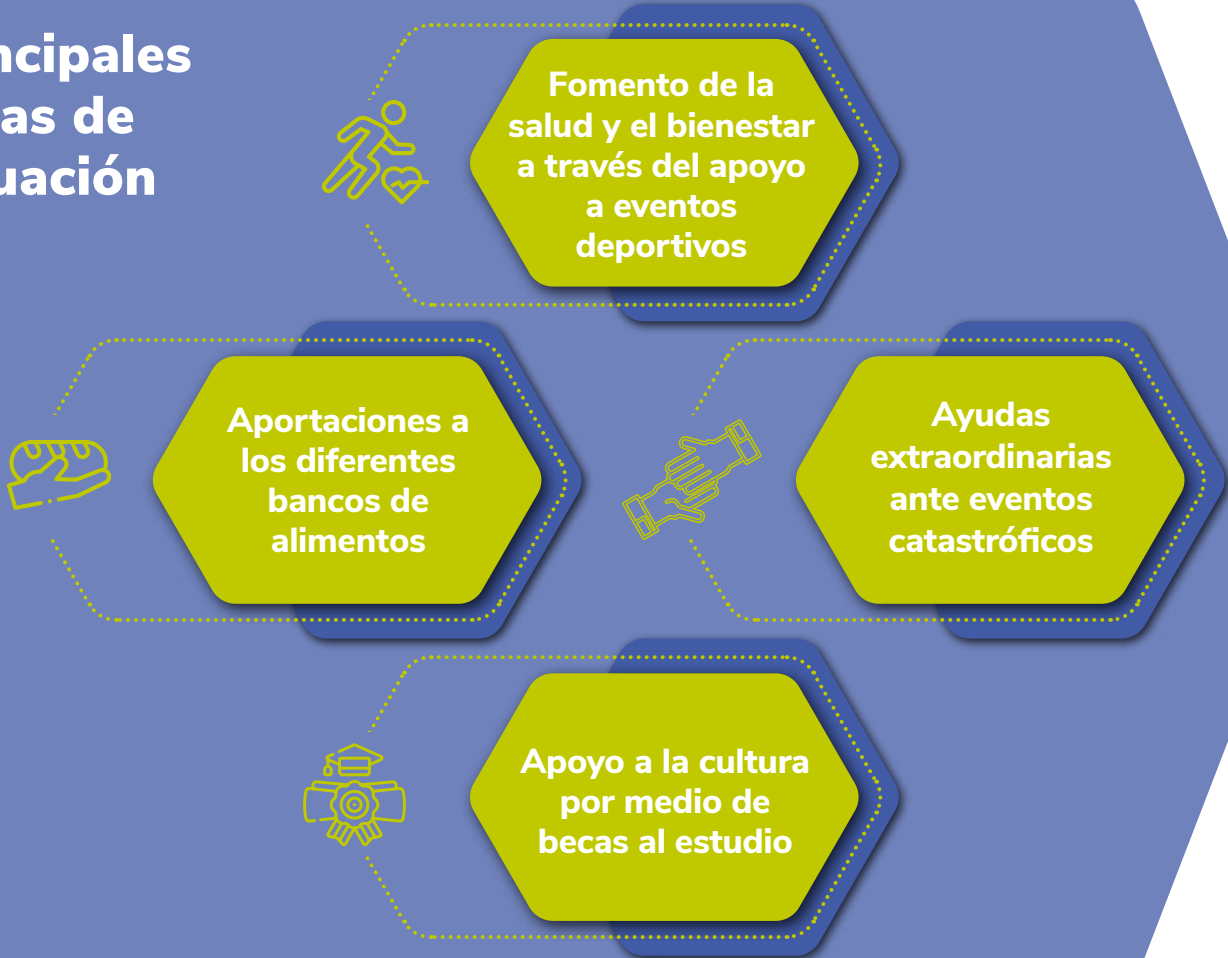 ncipales
as de
uación
Fomento de la
salud y el bienestar
a través del apoyo
a eventos
deportivos
Aportaciones a
los diferentes
bancos de
alimentos
Ayudas
extraordinarias
ante eventos
catastróficos
Apoyo a la cultura
por medio de
becas al estudio